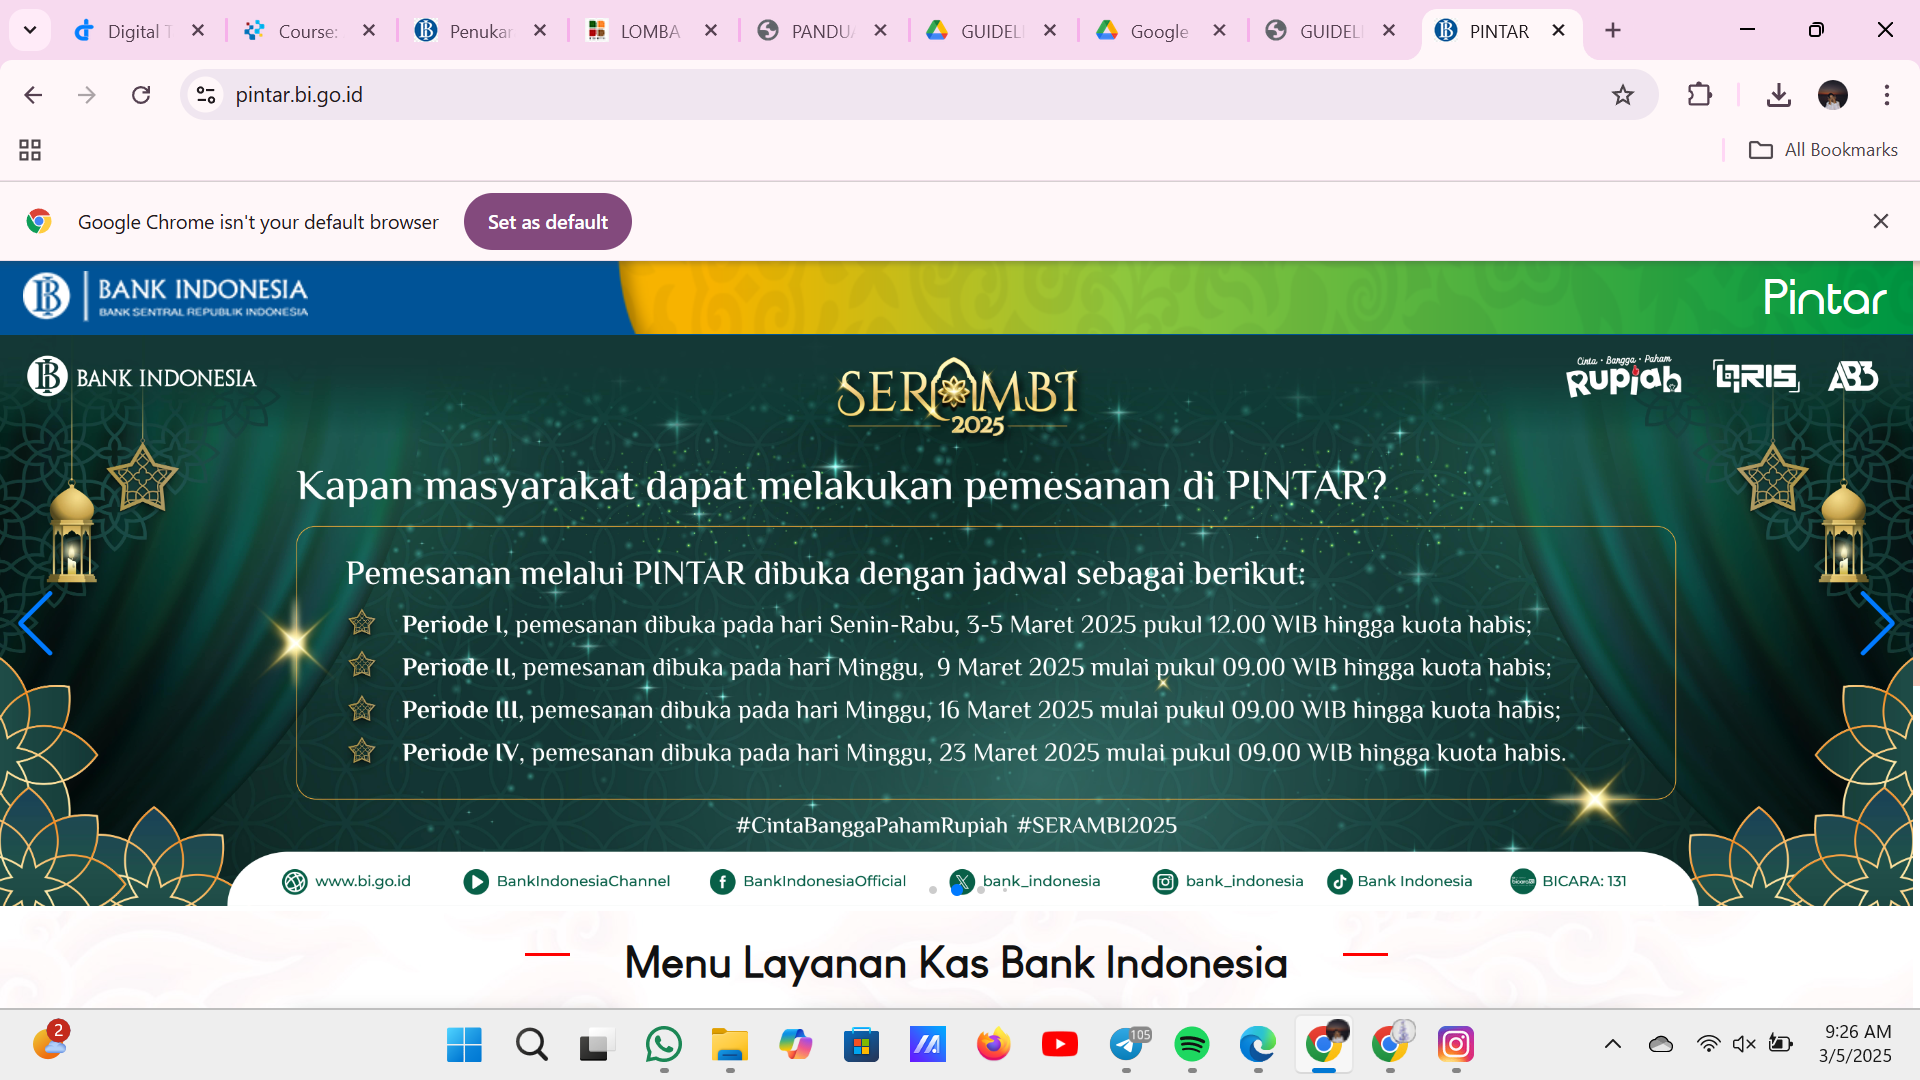 Digital T
Course:
Penukar
LOMBA
PANDUA
GUIDELI
Google
GUIDELI
PINTAR
pintar.bi.go.id
All Bookmarks
Google Chrome isn't your default browser
Set as default
BANK INDONESIA
BANK SENTRAL REPUBLIK INDONESIA
Pintar
BANK INDONESIA
SERAMBI
2025
Cinta · Bangga · Paham
Rupiah
QRIS
AB3
Kapan masyarakat dapat melakukan pemesanan di PINTAR?
Pemesanan melalui PINTAR dibuka dengan jadwal sebagai berikut:
Periode I, pemesanan dibuka pada hari Senin-Rabu, 3-5 Maret 2025 pukul 12.00 WIB hingga kuota habis;
Periode II, pemesanan dibuka pada hari Minggu, 9 Maret 2025 mulai pukul 09.00 WIB hingga kuota habis;
Periode III, pemesanan dibuka pada hari Minggu, 16 Maret 2025 mulai pukul 09.00 WIB hingga kuota habis;
Periode IV, pemesanan dibuka pada hari Minggu, 23 Maret 2025 mulai pukul 09.00 WIB hingga kuota habis.
#CintaBanggaPahamRupiah #SERAMBI2025
www.bi.go.id
BankIndonesiaChannel
BankIndonesiaOfficial
bank_indonesia
bank_indonesia
Bank Indonesia
BICARA: 131
Menu Layanan Kas Bank Indonesia
2
105
9:26 AM
3/5/2025